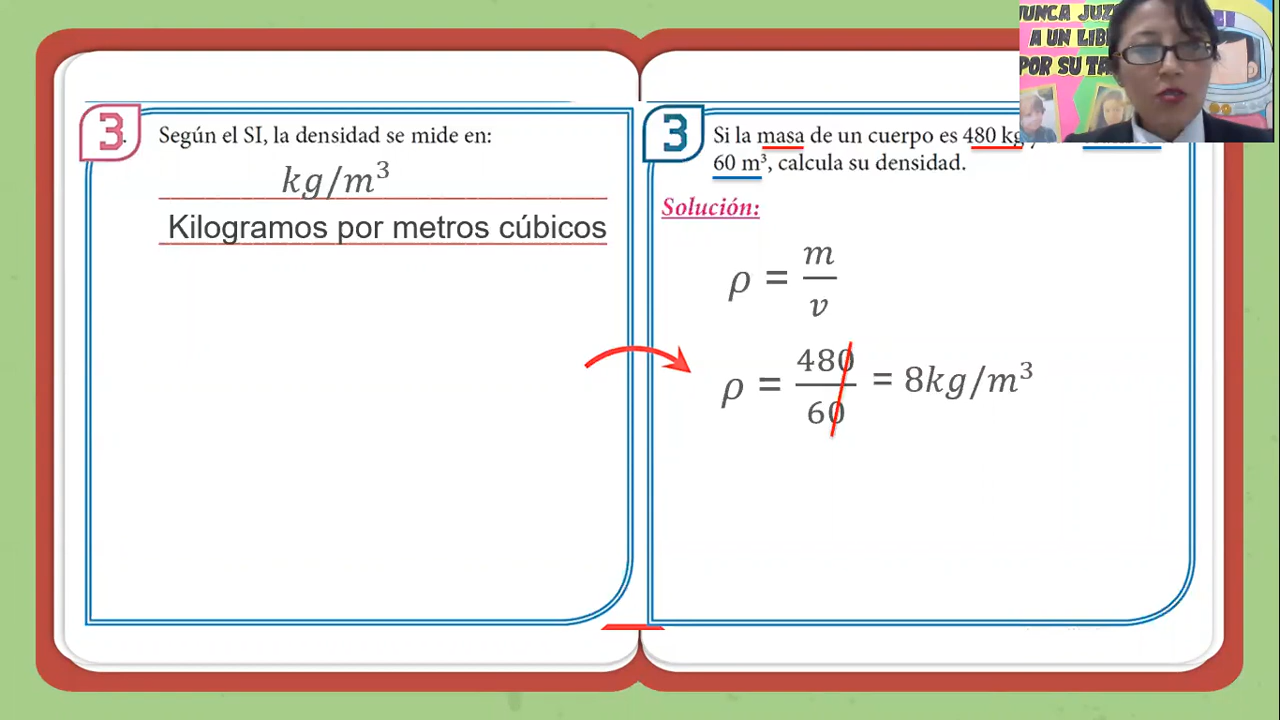 3.
Según el SI, la densidad se mide en:
kg/m³
Kilogramos por metros cúbicos
3
Si la masa de un cuerpo es 480 kg
60 m³, calcula su densidad.
Solución:
ρ = m/v
ρ = 480/60 = 8kg/m³
NUNCA JUZ
A UN LIB
POR SU TA